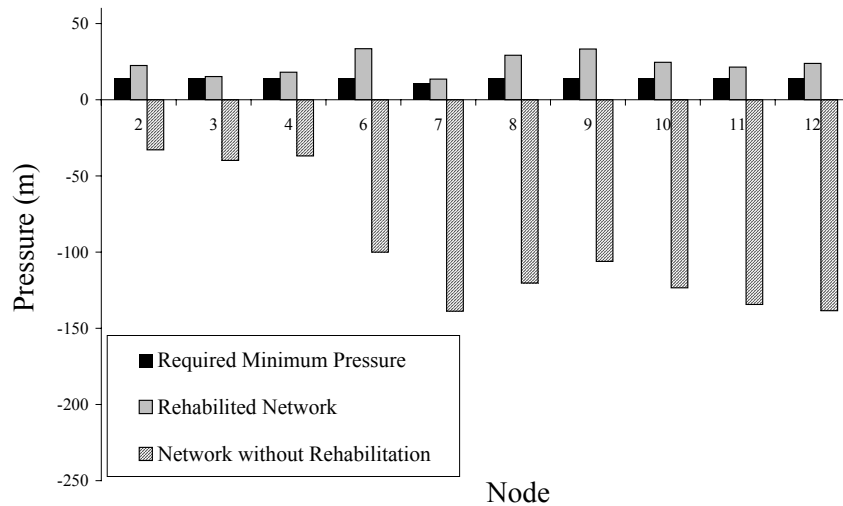 50
0
-50
-100
-150
-200
-250
Pressure (m)
2 3 4 6 7 8 9 10 11 12
Required Minimum Pressure
Rehabilited Network
Network without Rehabilitation
Node